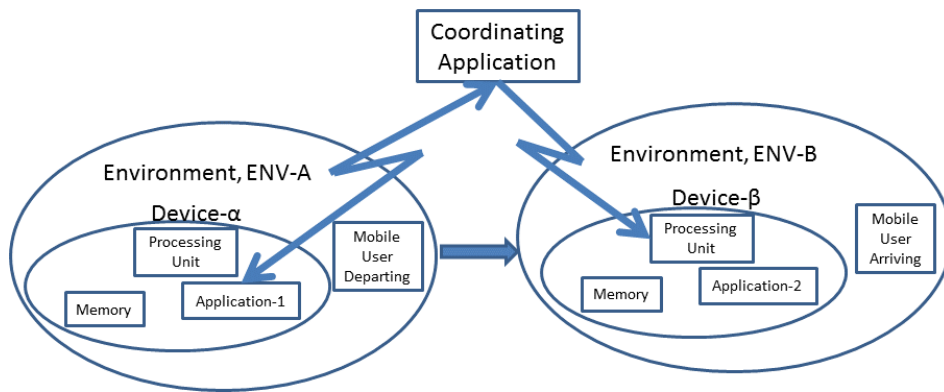 Coordinating
Application
Environment, ENV-A
Device-α
Processing
Unit
Memory
Application-1
Mobile
User
Departing
Environment, ENV-B
Device-β
Processing
Unit
Memory
Application-2
Mobile
User
Arriving